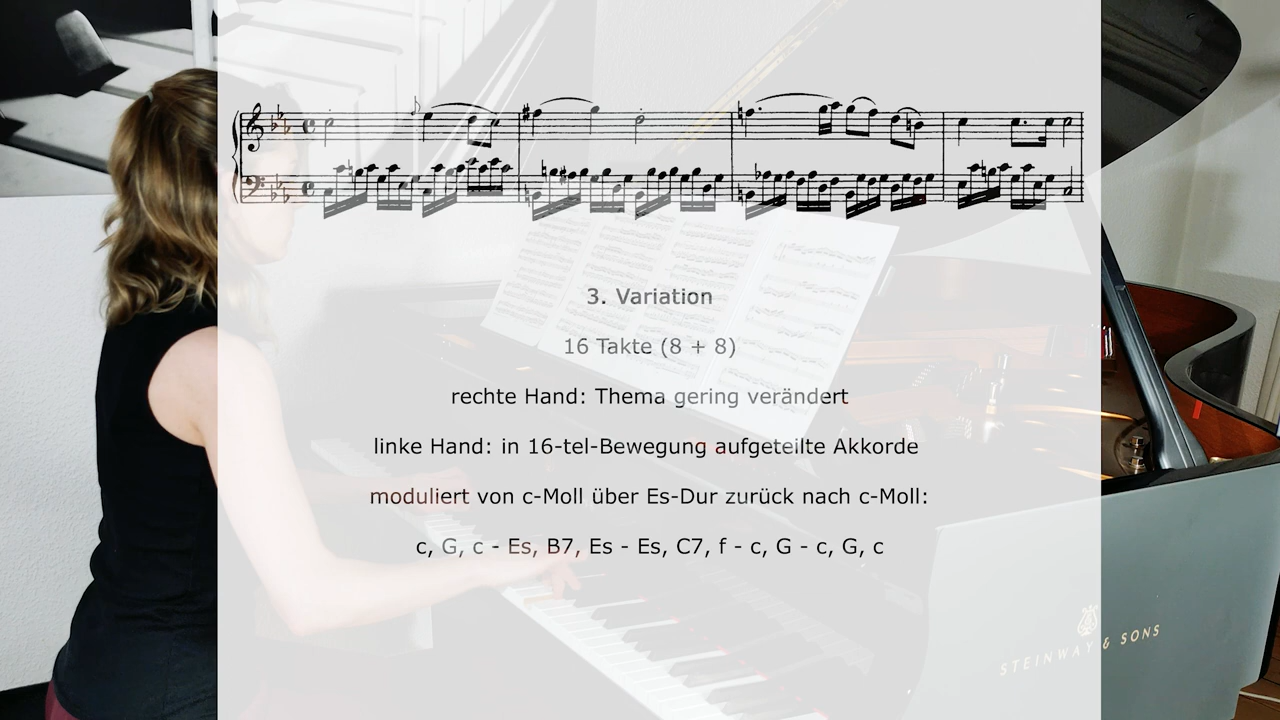 3. Variation
16 Takte (8 + 8)
rechte Hand: Thema gering verändert
linke Hand: in 16-tel-Bewegung aufgeteilte Akkorde
moduliert von c-Moll über Es-Dur zurück nach c-Moll:
c, G, c - Es, B7, Es - Es, C7, f - c, G - c, G, c
STEINWAY & SONS